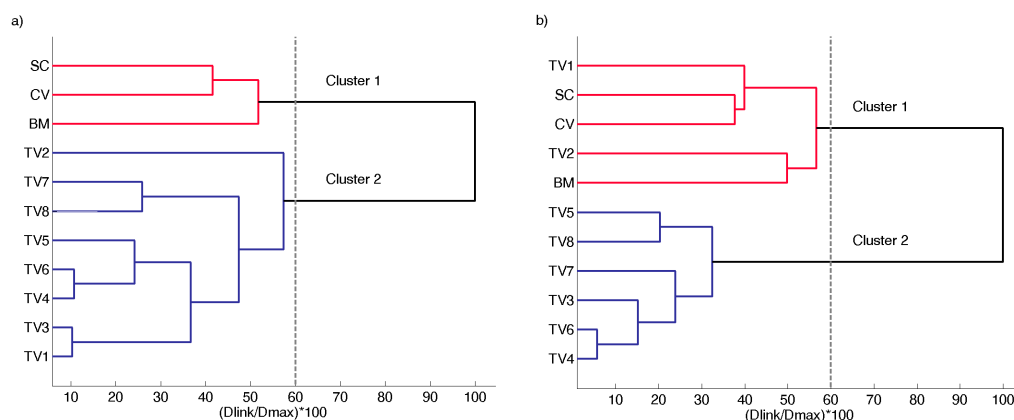 a)
SC
CV
BM
TV2
TV7
TV8
TV5
TV6
TV4
TV3
TV1
Cluster 1
Cluster 2
10 20 30 40 50 60 70 80 90 100
(Dlink/Dmax)*100
b)
TV1
SC
CV
TV2
BM
TV5
TV8
TV7
TV3
TV6
TV4
Cluster 1
Cluster 2
10 20 30 40 50 60 70 80 90 100
(Dlink/Dmax)*100